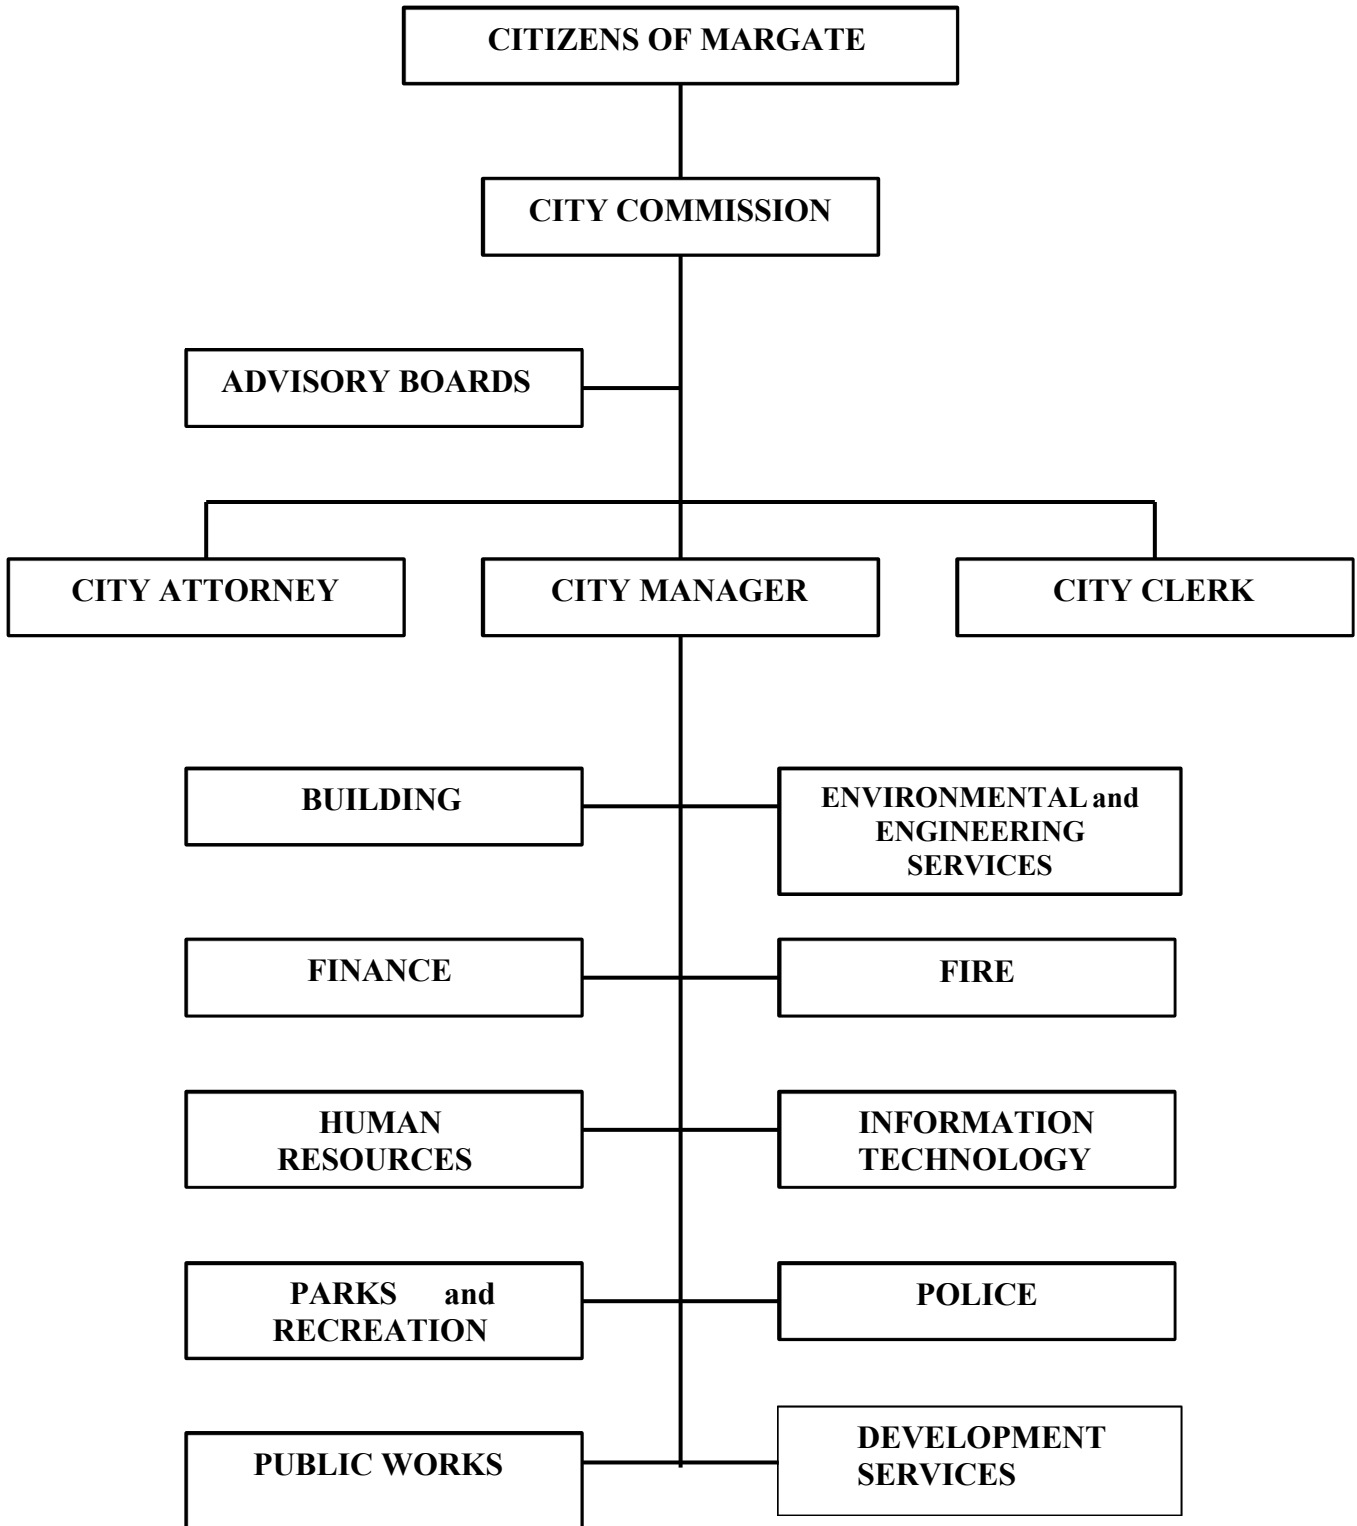 CITIZENS OF MARGATE
CITY COMMISSION
ADVISORY BOARDS
CITY ATTORNEY
CITY MANAGER
CITY CLERK
BUILDING
ENVIRONMENTAL and
ENGINEERING
SERVICES
FINANCE
FIRE
HUMAN
RESOURCES
INFORMATION
TECHNOLOGY
PARKS and
RECREATION
POLICE
PUBLIC WORKS
DEVELOPMENT
SERVICES